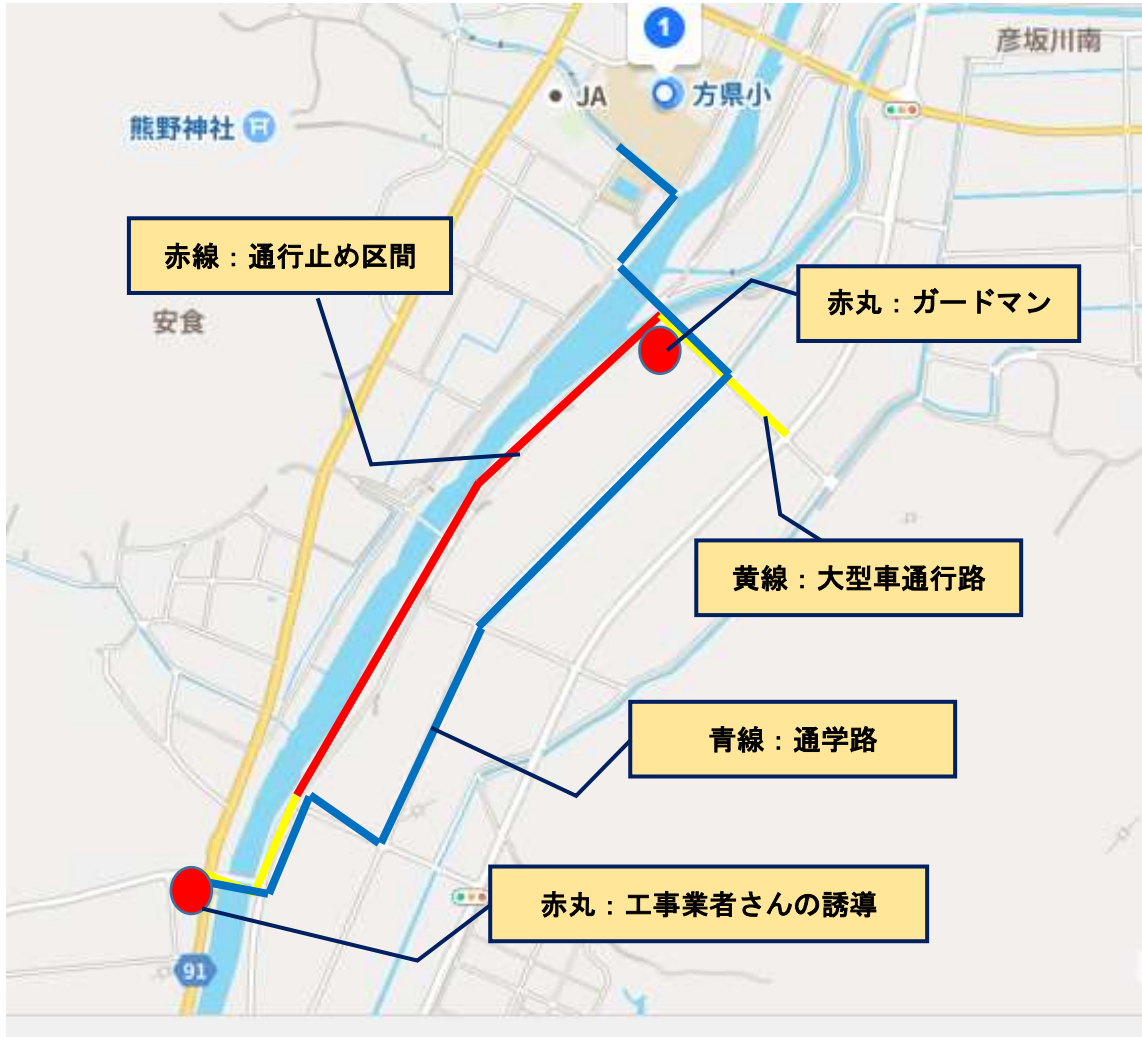 1
彦坂川南
JA
方県小
熊野神社
赤線：通行止め区間
赤丸：ガードマン
安食
黄線：大型車通行路
青線：通学路
赤丸：工事業者さんの誘導
91